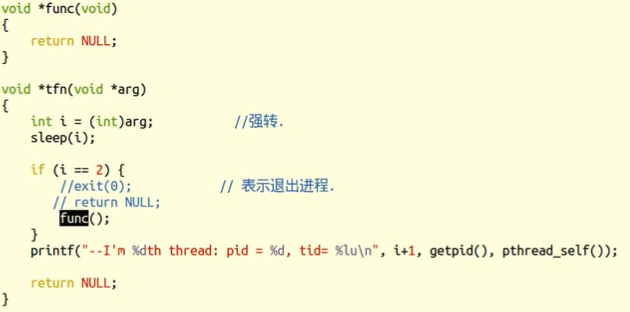 void *func(void)
{
    return NULL;
}

void *tfn(void *arg)
{
    int i = (int)arg;          //强转.
    sleep(i);

    if (i == 2) {
        //exit(0);            // 表示退出进程.
       // return NULL;
        func();
    }
    printf("--I'm %dth thread: pid = %d, tid= %lu\n", i+1, getpid(), pthread_self());

    return NULL;
}